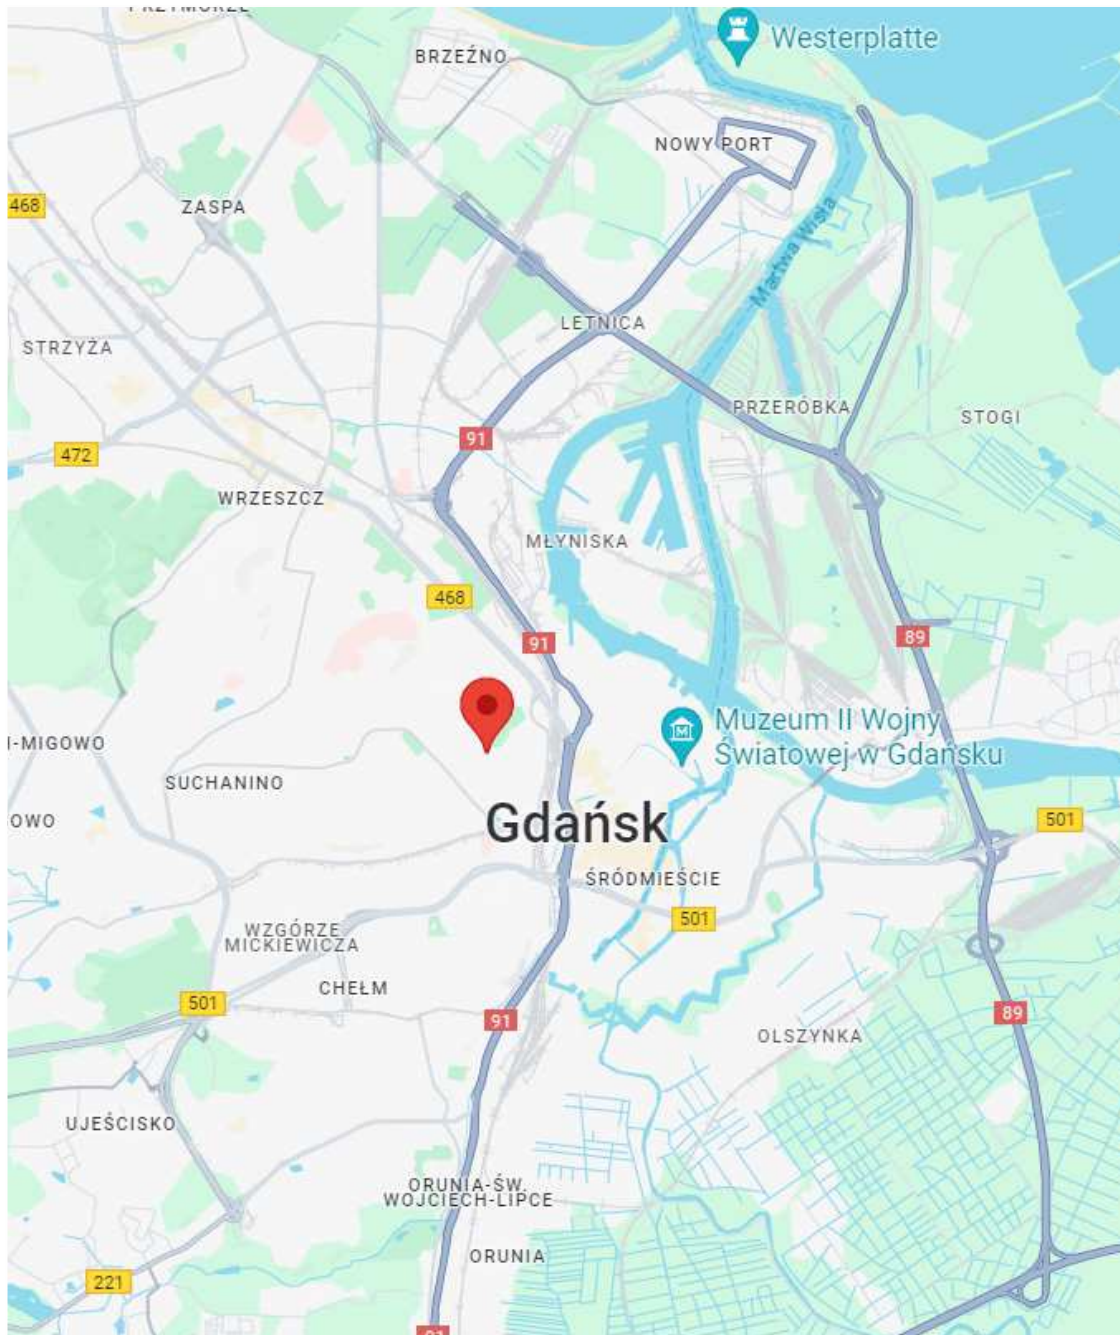 PRZYMORZE
Westerplatte
BRZEŹNO
NOWY PORT
468
ZASPA
Martwa Wisła
LETNICA
STRZYŻA
PRZERÓBKA
STOGI
91
472
WRZESZCZ
MŁYNISKA
468
91
89
Muzeum II Wojny
Światowej w Gdańsku
I-MIGOWO
SUCHANINO
OWO
Gdańsk
501
ŚRÓDMIEŚCIE
501
WZGÓRZE
MICKIEWICZA
CHEŁM
501
91
89
OLSZYNKA
UJEŚCISKO
ORUNIA-ŚW.
WOJCIECH-LIPCE
ORUNIA
221
91